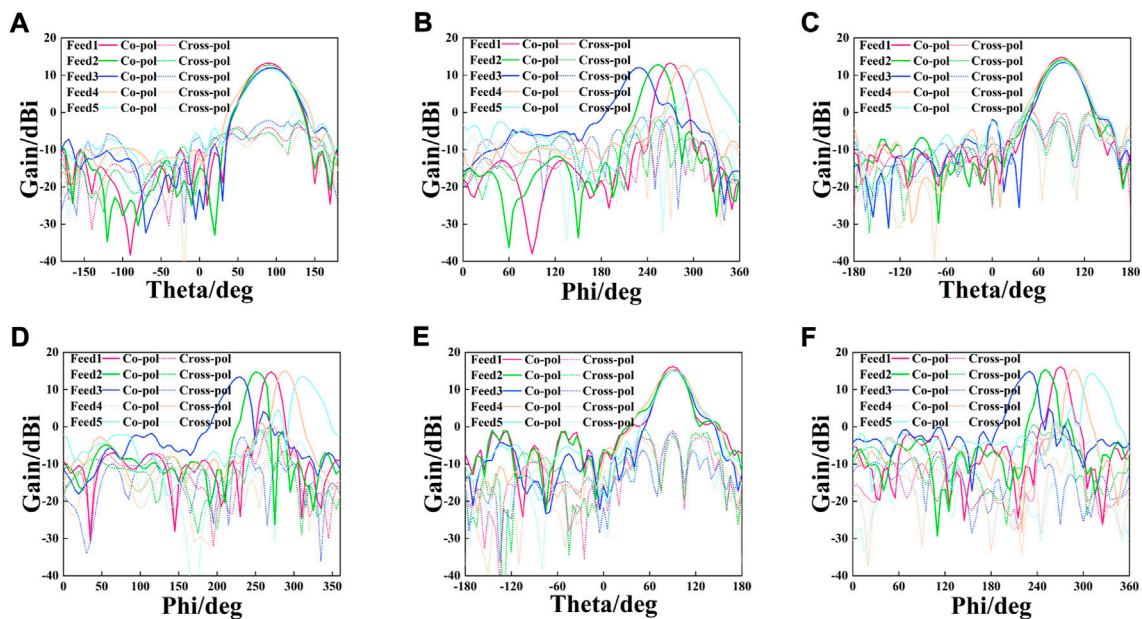 A
B
C
20
Feed1 Co-pol Cross-pol
Feed2 Co-pol Cross-pol
Feed3 Co-pol Cross-pol
Feed4 Co-pol Cross-pol
Feed5 Co-pol Cross-pol
10
0
-10
-20
-30
-40
Gain/dBi
-150 -100 -50 0 50 100 150
Theta/deg
20
Feed1 Co-pol Cross-pol
Feed2 Co-pol Cross-pol
Feed3 Co-pol Cross-pol
Feed4 Co-pol Cross-pol
Feed5 Co-pol Cross-pol
10
0
-10
-20
-30
-40
Gain/dBi
0 60 120 180 240 300 360
Phi/deg
20
Feed1 Co-pol Cross-pol
Feed2 Co-pol Cross-pol
Feed3 Co-pol Cross-pol
Feed4 Co-pol Cross-pol
Feed5 Co-pol Cross-pol
10
0
-10
-20
-30
-40
Gain/dBi
-180 -120 -60 0 60 120 180
Theta/deg
D
E
F
20
Feed1 Co-pol Cross-pol
Feed2 Co-pol Cross-pol
Feed3 Co-pol Cross-pol
Feed4 Co-pol Cross-pol
Feed5 Co-pol Cross-pol
10
0
-10
-20
-30
-40
Gain/dBi
0 50 100 150 200 250 300 350
Phi/deg
20
Feed1 Co-pol Cross-pol
Feed2 Co-pol Cross-pol
Feed3 Co-pol Cross-pol
Feed4 Co-pol Cross-pol
Feed5 Co-pol Cross-pol
10
0
-10
-20
-30
-40
Gain/dBi
-180 -120 -60 0 60 120 180
Theta/deg
20
Feed1 Co-pol Cross-pol
Feed2 Co-pol Cross-pol
Feed3 Co-pol Cross-pol
Feed4 Co-pol Cross-pol
Feed5 Co-pol Cross-pol
10
0
-10
-20
-30
-40
Gain/dBi
0 60 120 180 240 300 360
Phi/deg